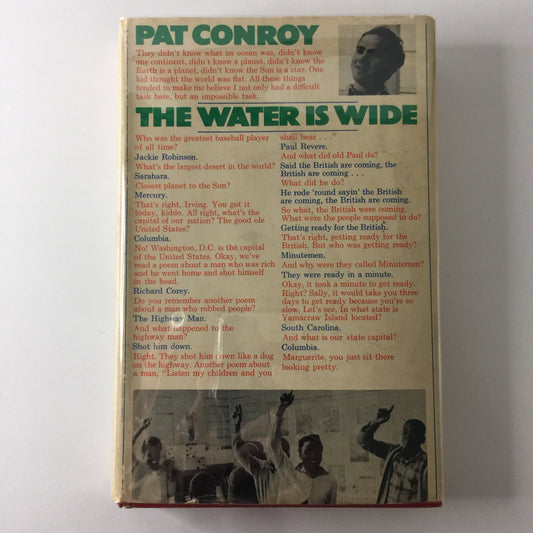 PAT CONROY
They didn't know what an ocean was, didn't know
one continent, didn't know a planet, didn't know the
Earth is a planet, didn't know the Sun is a star. One
kid thought the world was flat. All these things
tended to make me believe I not only had a difficult
task here, but an impossible task.
THE WATER IS WIDE
Who was the greatest baseball player
of all time?
Jackie Robinson.
What's the largest desert in the world?
Sarahara.
Closest planet to the Sun?
Mercury.
That's right, Irving. You got it
today, kiddo. All right, what's the
capital of our nation? The good ole
United States?
Columbia.
No! Washington, D.C. is the capital
of the United States. Okay, we've
read a poem about a man who was rich
and he went home and shot himself
in the head.
Richard Corey.
Do you remember another poem
about a man who robbed people?
The Highway Man.
And what happened to the
highway man?
Shot him down.
Right. They shot him down like a dog
on the highway. Another poem about
a man, "Listen my children and you
shall hear . . ."
Paul Revere.
And what did old Paul do?
Said the British are coming, the
British are coming . . .
What did he do?
He rode 'round sayin' the British
are coming, the British are coming.
So what, the British were coming.
What were the people supposed to do?
Getting ready for the British.
That's right, getting ready for the
British. But who was getting ready?
Minutemen.
And why were they called Minutemen?
They were ready in a minute.
Okay, it took a minute to get ready.
Right? Sally, it would take you three
days to get ready because you're so
slow. Let's see. In what state is
Yamacraw Island located?
South Carolina.
And what is our state capital?
Columbia.
Marguerite, you just sit there
looking pretty.